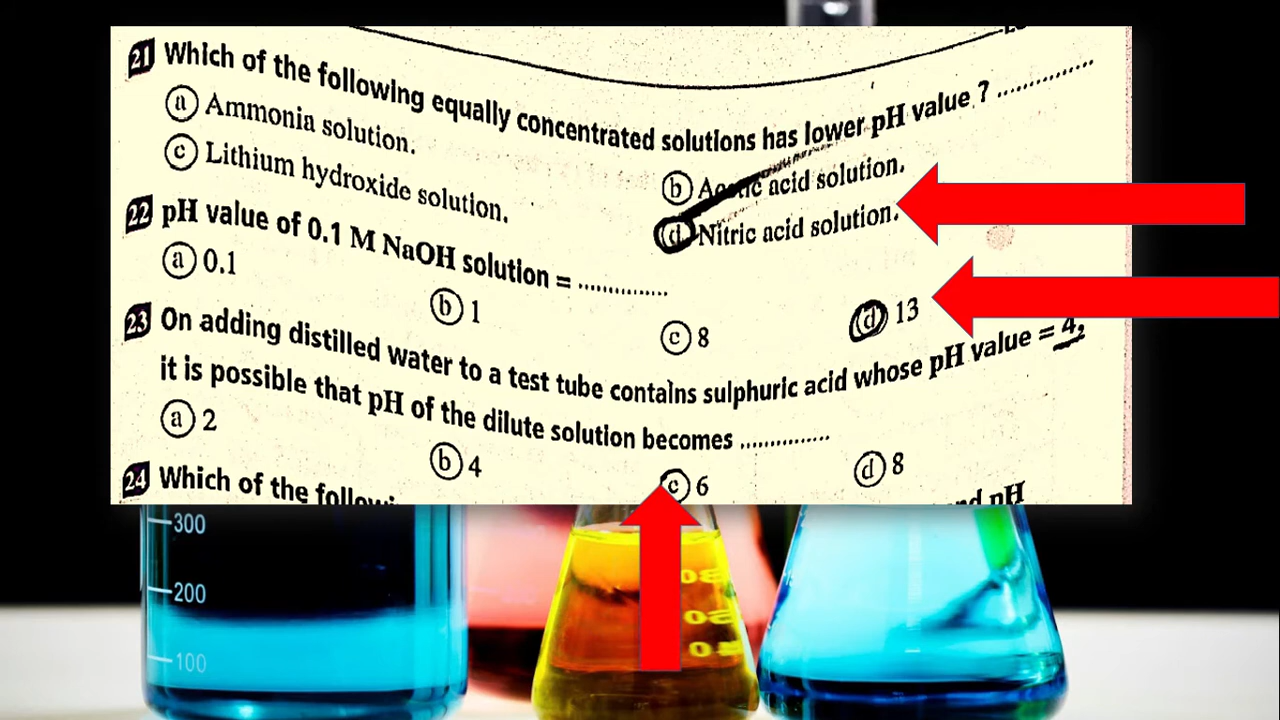 21 Which of the following equally concentrated solutions has lower pH value ? ..............
a Ammonia solution.
b Acetic acid solution.
c Lithium hydroxide solution.
d Nitric acid solution.
22 pH value of 0.1 M NaOH solution = ...............
a 0.1
b 1
c 8
d 13
23 On adding distilled water to a test tube contains sulphuric acid whose pH value = 4,
it is possible that pH of the dilute solution becomes ...............
a 2
b 4
c 6
d 8
24 Which of the
pH
300
200
100